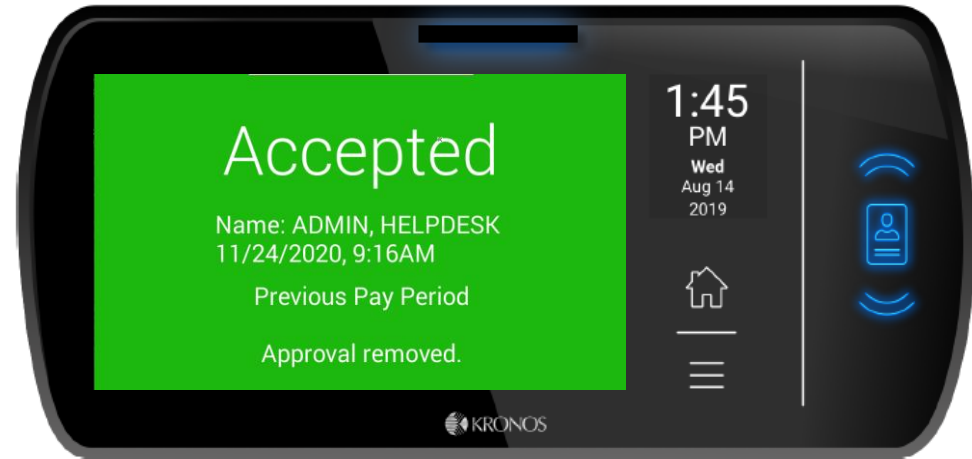 Accepted
Name: ADMIN, HELPDESK
11/24/2020, 9:16AM
Previous Pay Period
Approval removed.
1:45
PM
Wed
Aug 14
2019
KRONOS